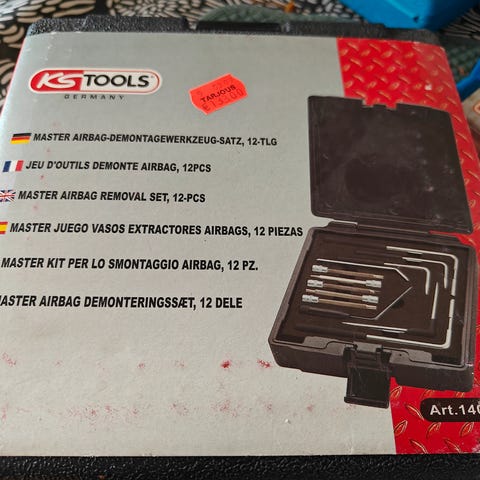 KS TOOLS
GERMANY
TARJOUS
MASTER AIRBAG-DEMONTAGEWERKZEUG-SATZ, 12-TLG
JEU D'OUTILS DEMONTE AIRBAG, 12PCS
MASTER AIRBAG REMOVAL SET, 12-PCS
MASTER JUEGO VASOS EXTRACTORES AIRBAGS, 12 PIEZAS
MASTER KIT PER LO SMONTAGGIO AIRBAG, 12 PZ.
MASTER AIRBAG DEMONTERINGSSÆT, 12 DELE